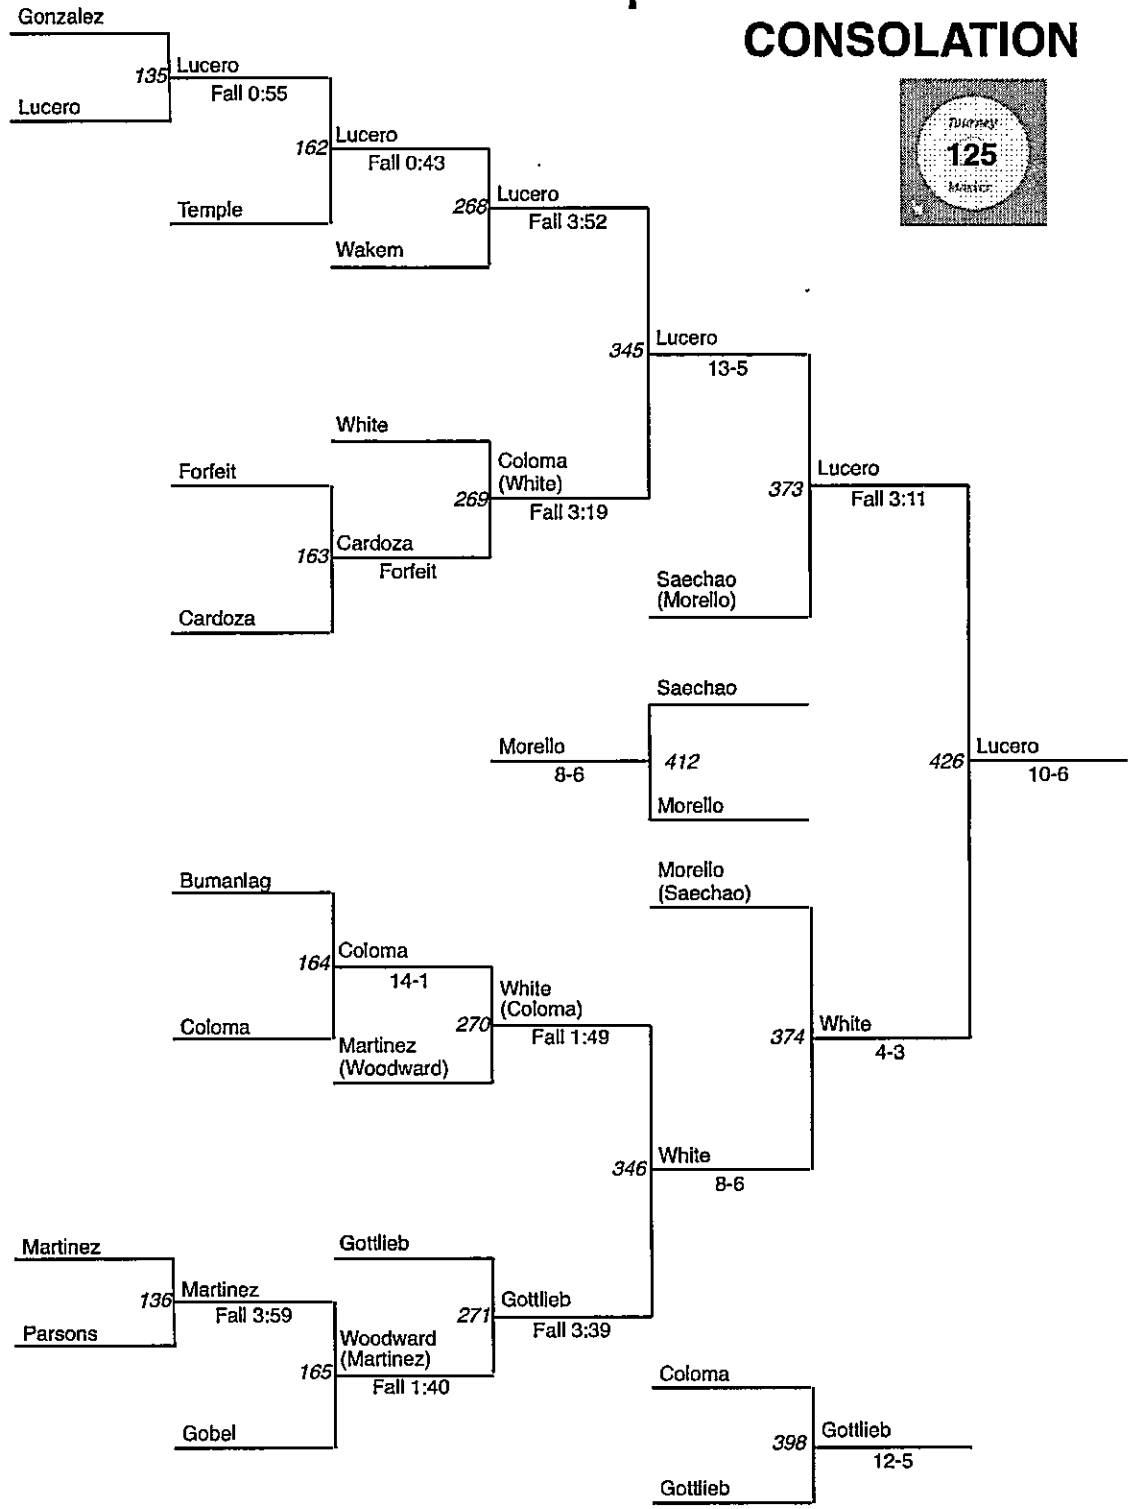 CONSOLATION
Tourney
125
Master
Gonzalez
135
Lucero
Fall 0:55
Lucero
162
Lucero
Fall 0:43
Temple
268
Lucero
Fall 3:52
Wakem
345
Lucero
13-5
White
Forfeit
Coloma
(White)
269
Fall 3:19
163
Cardoza
Forfeit
Cardoza
373
Lucero
Fall 3:11
Saechao
(Morello)
Saechao
Morello
8-6
412
Morello
426
Lucero
10-6
Morello
(Saechao)
Bumanlag
164
Coloma
14-1
White
(Coloma)
270
Fall 1:49
Coloma
Martinez
(Woodward)
374
White
4-3
346
White
8-6
Martinez
136
Martinez
Fall 3:59
Parsons
Gottlieb
271
Gottlieb
Fall 3:39
Woodward
(Martinez)
165
Fall 1:40
Gobel
Coloma
398
Gottlieb
12-5
Gottlieb